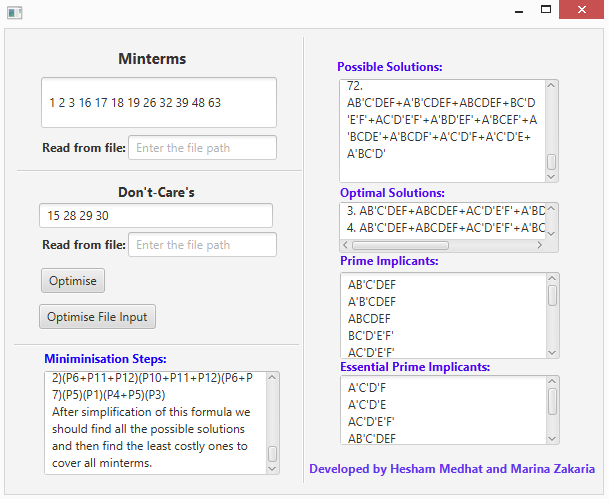 Minterms
1 2 3 16 17 18 19 26 32 39 48 63
Read from file: Enter the file path
Don't-Care's
15 28 29 30
Read from file: Enter the file path
Optimise
Optimise File Input
Miniminisation Steps:
2)(P6+P11+P12)(P10+P11+P12)(P6+P
7)(P5)(P1)(P4+P5)(P3)
After simplification of this formula we
should find all the possible solutions
and then find the least costly ones to
cover all minterms.
Possible Solutions:
72.
AB'C'DEF+A'B'CDEF+ABCDEF+BC'D
'E'F'+AC'D'E'F'+A'BD'EF'+A'BCEF'+A
'BCDE'+A'BCDF'+A'C'D'F+A'C'D'E+
A'BC'D'
Optimal Solutions:
3. AB'C'DEF+ABCDEF+AC'D'E'F'+A'BD
4. AB'C'DEF+ABCDEF+AC'D'E'F'+A'BC
Prime Implicants:
AB'C'DEF
A'B'CDEF
ABCDEF
BC'D'E'F'
AC'D'E'F'
Essential Prime Implicants:
A'C'D'F
A'C'D'E
AC'D'E'F'
AB'C'DEF
Developed by Hesham Medhat and Marina Zakaria